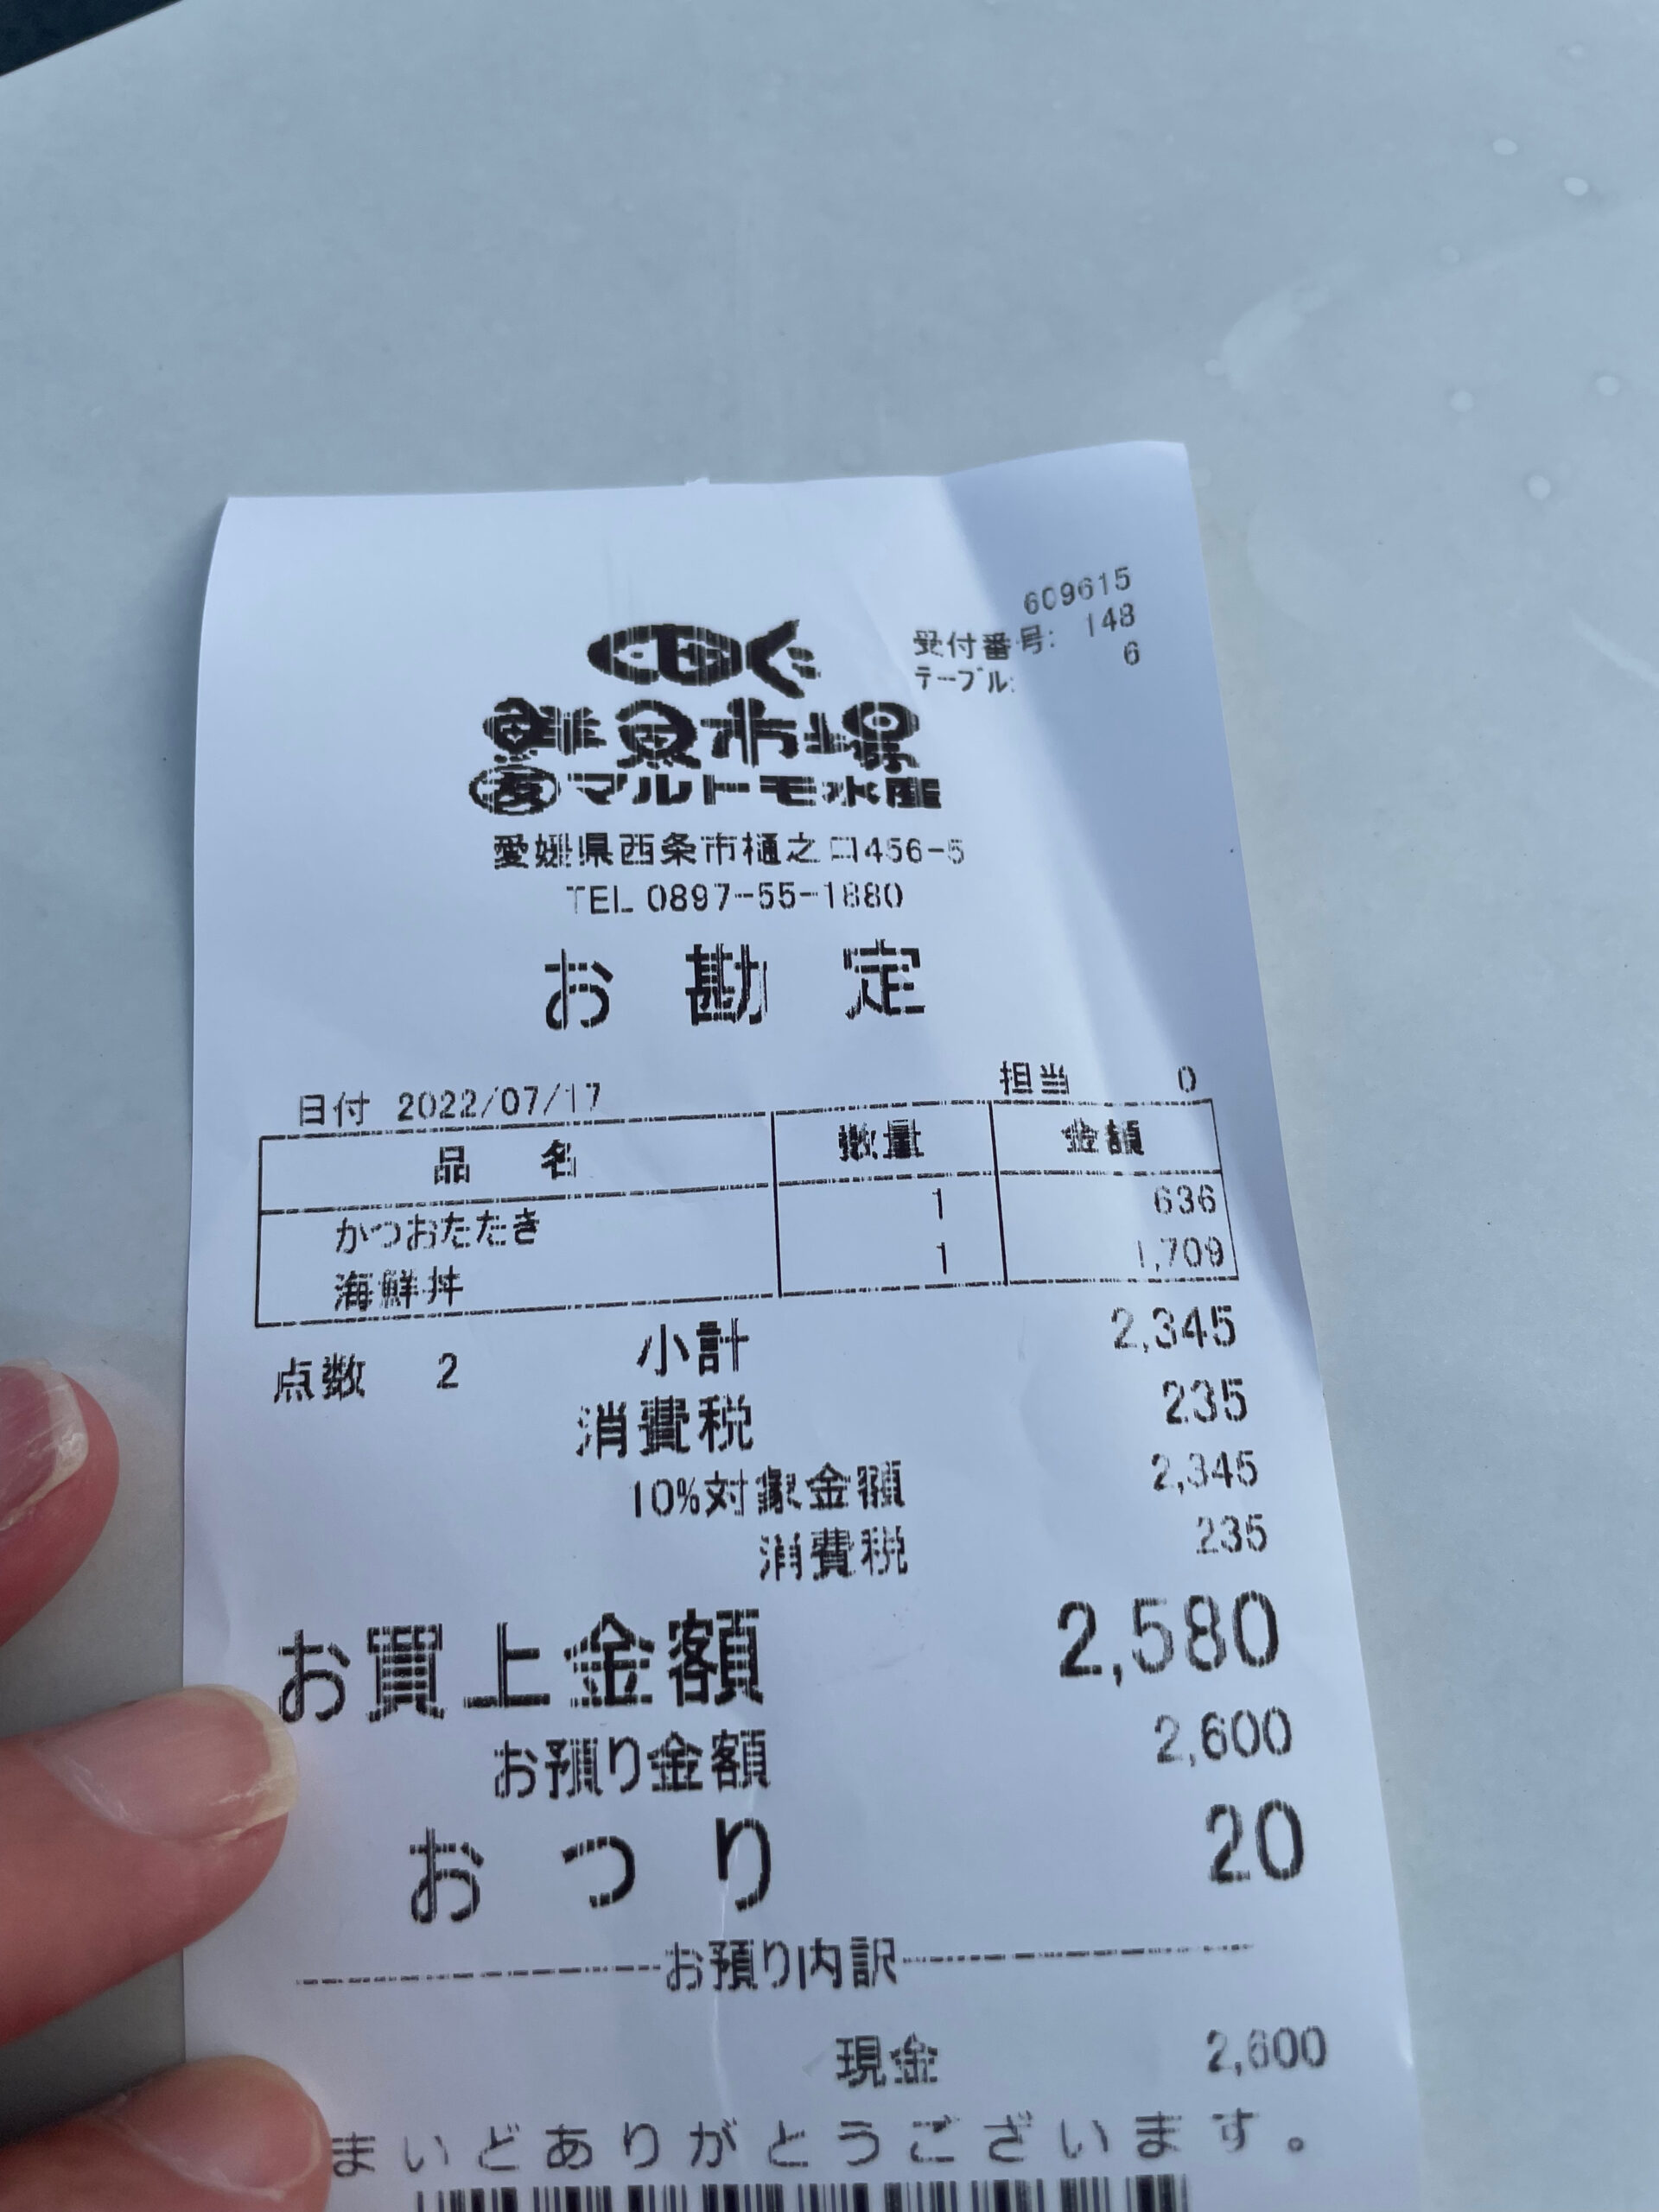 609615
受付番号: 148
テーブル: 6
鮮魚市場
友 マルトモ水産
愛媛県西条市樋之口456-5
TEL 0897-55-1880
お勘定
日付 2022/07/17 担当 0
品名 数量 金額
かつおたたき 1 636
海鮮丼 1 1,709
点数 2 小計 2,345
消費税 235
10%対象金額 2,345
消費税 235
お買上金額 2,580
お預り金額 2,600
おつり 20
お預り内訳
現金 2,600
まいどありがとうございます。